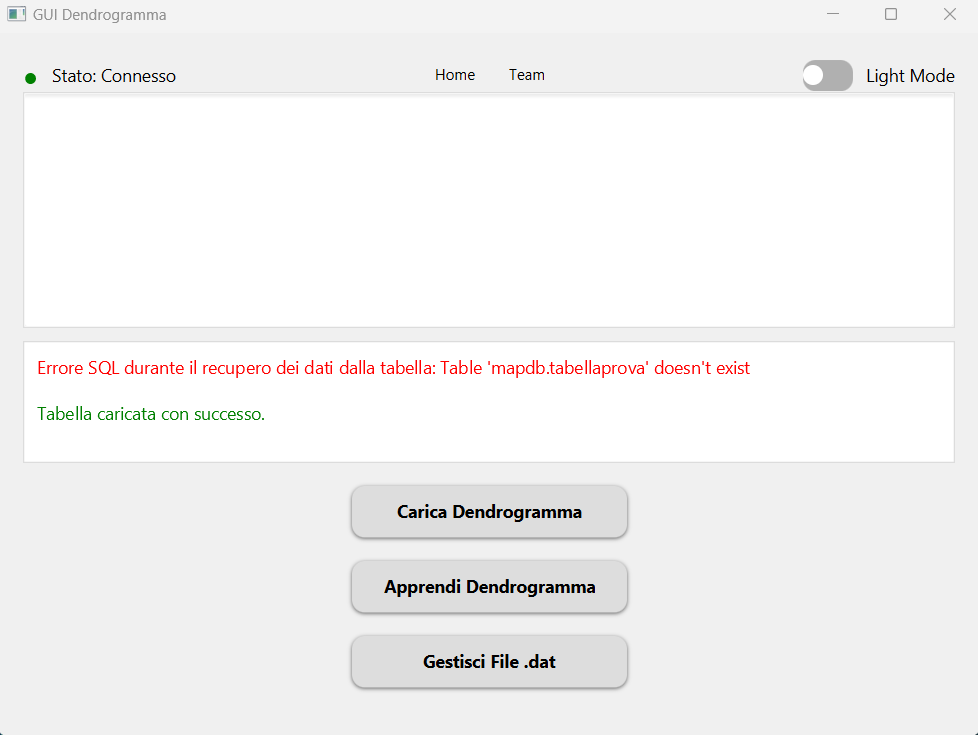 GUI Dendrogramma
Stato: Connesso
Home
Team
Light Mode
Errore SQL durante il recupero dei dati dalla tabella: Table 'mapdb.tabellaprova' doesn't exist
Tabella caricata con successo.
Carica Dendrogramma
Apprendi Dendrogramma
Gestisci File .dat